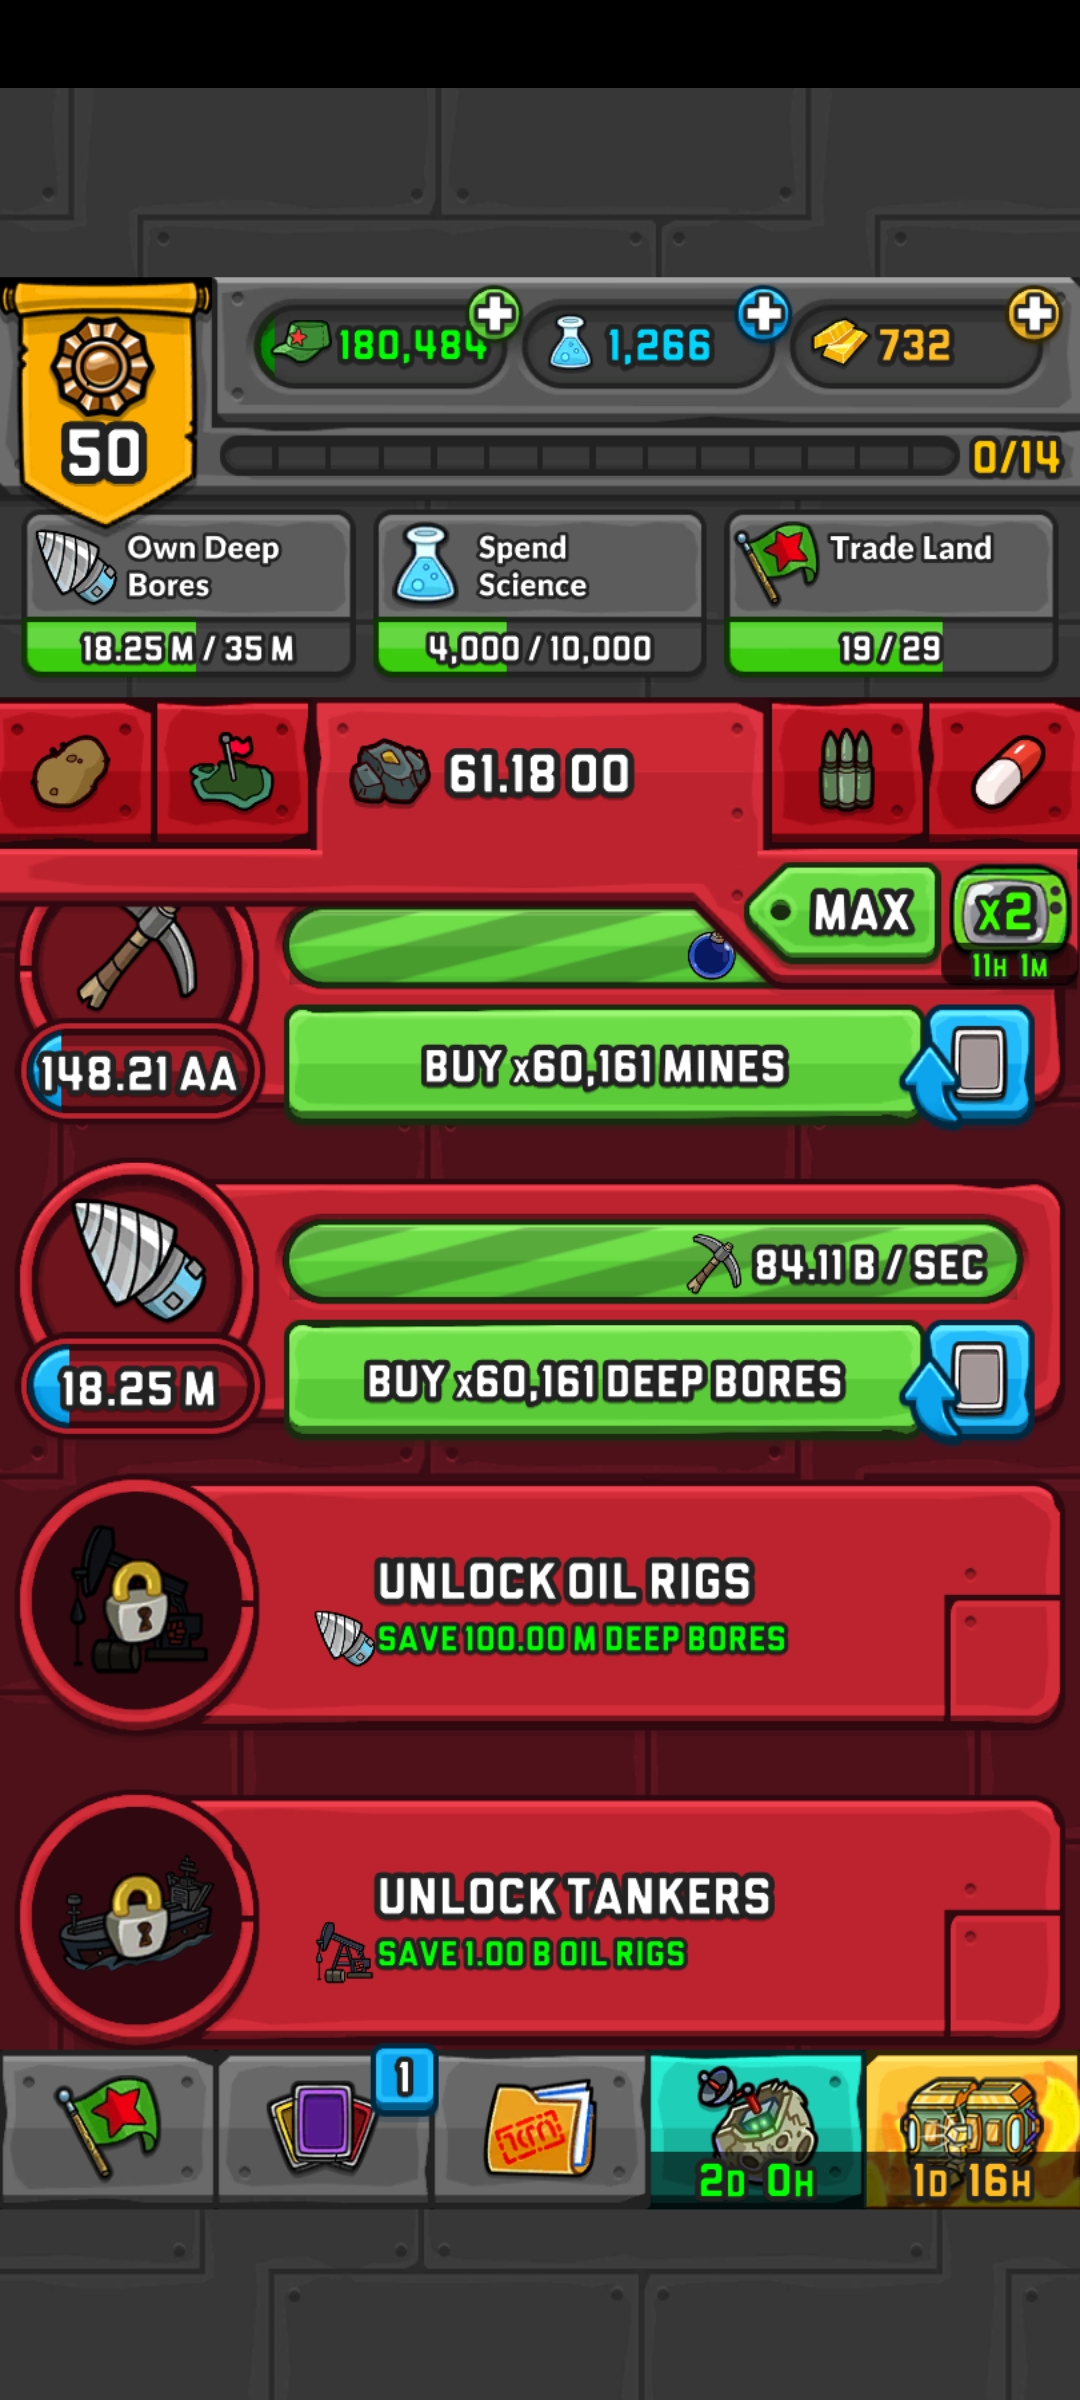 180,484
1,266
732
50
0/14
Own Deep
Bores
18.25 M / 35 M
Spend
Science
4,000 / 10,000
Trade Land
19 / 29
61.18 OO
MAX
x2
11H 1M
148.21 AA
BUY x60,161 MINES
84.11 B / SEC
18.25 M
BUY x60,161 DEEP BORES
UNLOCK OIL RIGS
SAVE 100.00 M DEEP BORES
UNLOCK TANKERS
SAVE 1.00 B OIL RIGS
1
2D 0H
1D 16H